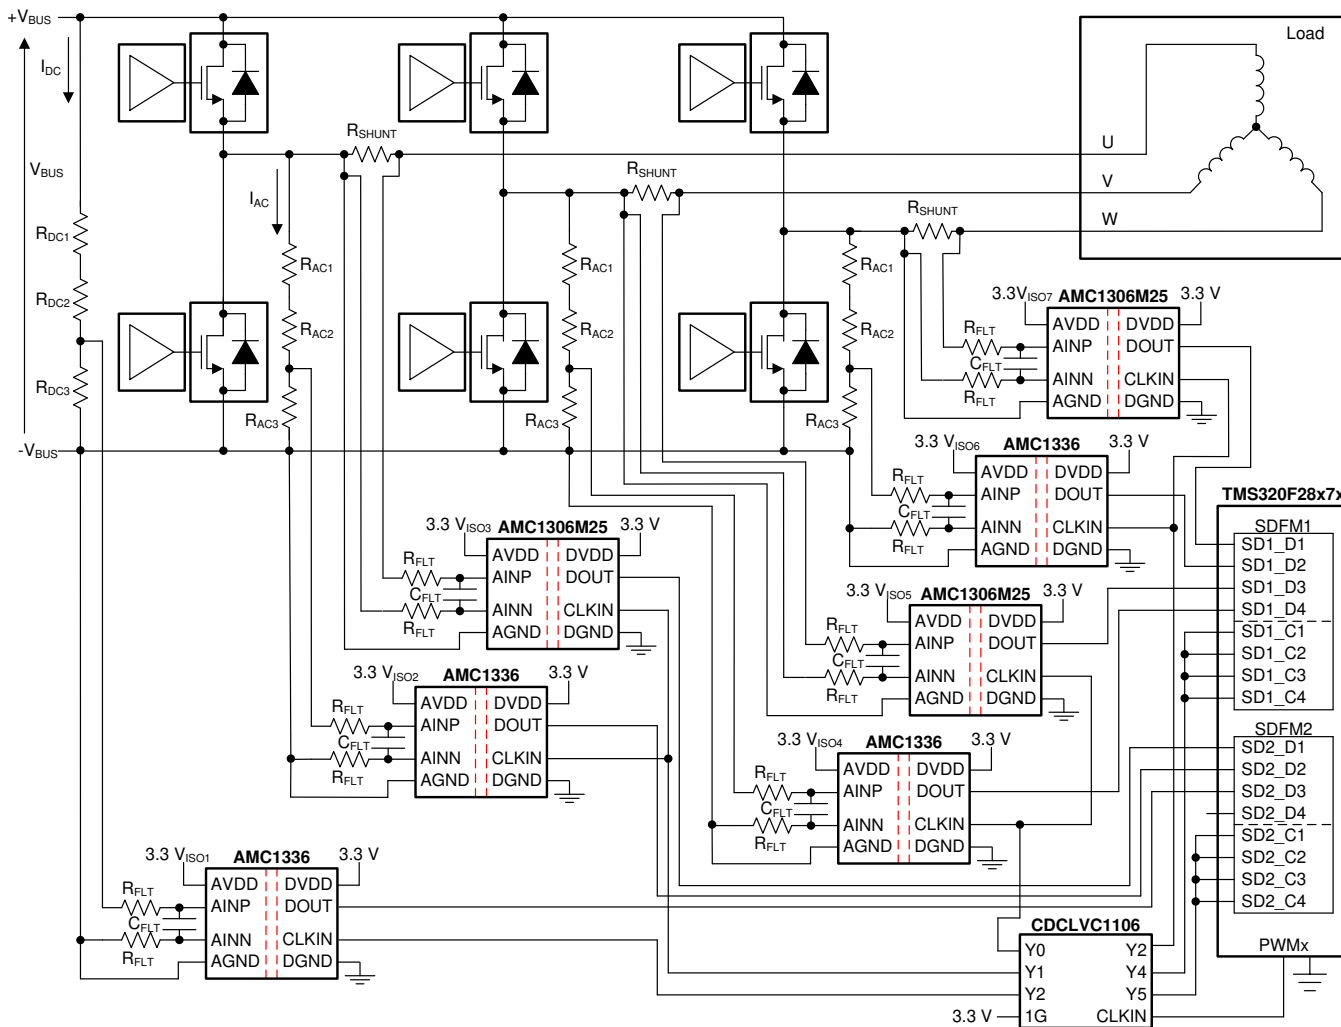 +VBUS
IDC
VBUS
RDC1
RDC2
RDC3
-VBUS
RSHUNT
IAC
RAC1
RAC2
RAC3
RSHUNT
RAC1
RAC2
RAC3
RSHUNT
RAC1
RAC2
RAC3
Load
U
V
W
3.3VISO7
AMC1306M25
3.3 V
RFLT
CFLT
RFLT
AVDD
DVDD
AINP
DOUT
AINN
CLKIN
AGND
DGND
3.3 VISO6
AMC1336
3.3 V
RFLT
CFLT
RFLT
AVDD
DVDD
AINP
DOUT
AINN
CLKIN
AGND
DGND
3.3 VISO3
AMC1306M25
3.3 V
RFLT
CFLT
RFLT
AVDD
DVDD
AINP
DOUT
AINN
CLKIN
AGND
DGND
3.3 VISO5
AMC1306M25
3.3 V
RFLT
CFLT
RFLT
AVDD
DVDD
AINP
DOUT
AINN
CLKIN
AGND
DGND
3.3 VISO2
AMC1336
3.3 V
RFLT
CFLT
RFLT
AVDD
DVDD
AINP
DOUT
AINN
CLKIN
AGND
DGND
3.3 VISO4
AMC1336
3.3 V
RFLT
CFLT
RFLT
AVDD
DVDD
AINP
DOUT
AINN
CLKIN
AGND
DGND
3.3 VISO1
AMC1336
3.3 V
RFLT
CFLT
RFLT
AVDD
DVDD
AINP
DOUT
AINN
CLKIN
AGND
DGND
TMS320F28x7x
SDFM1
SD1_D1
SD1_D2
SD1_D3
SD1_D4
SD1_C1
SD1_C2
SD1_C3
SD1_C4
SDFM2
SD2_D1
SD2_D2
SD2_D3
SD2_D4
SD2_C1
SD2_C2
SD2_C3
SD2_C4
PWMx
CDCLVC1106
Y0
Y2
Y1
Y4
Y2
Y5
3.3 V
1G
CLKIN